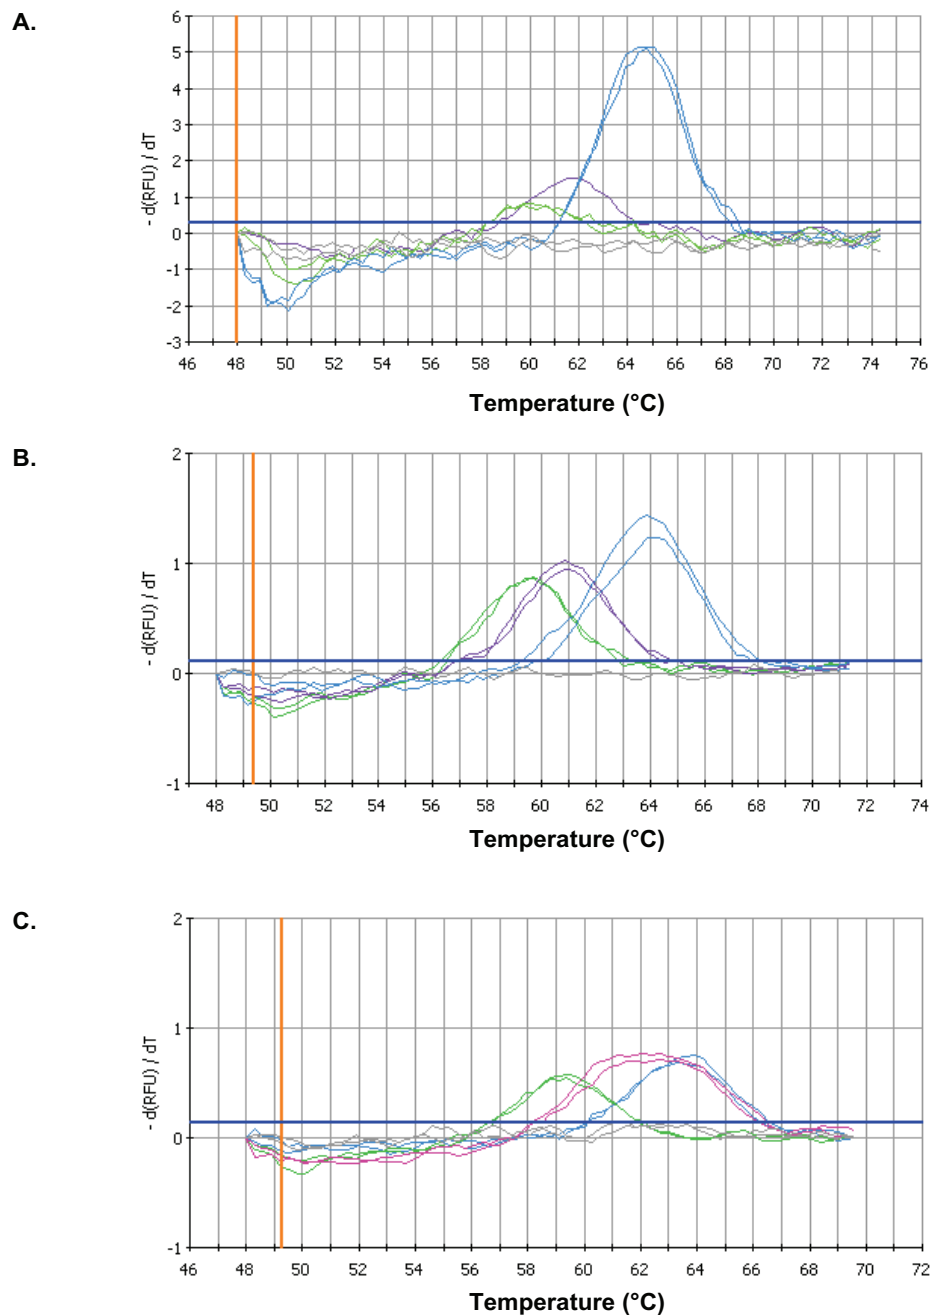 A.
- d(RFU) / dT
6
5
4
3
2
1
0
-1
-2
-3
46 48 50 52 54 56 58 60 62 64 66 68 70 72 74 76
Temperature (°C)
B.
- d(RFU) / dT
2
1
0
-1
48 50 52 54 56 58 60 62 64 66 68 70 72 74
Temperature (°C)
C.
- d(RFU) / dT
2
1
0
-1
46 48 50 52 54 56 58 60 62 64 66 68 70 72
Temperature (°C)